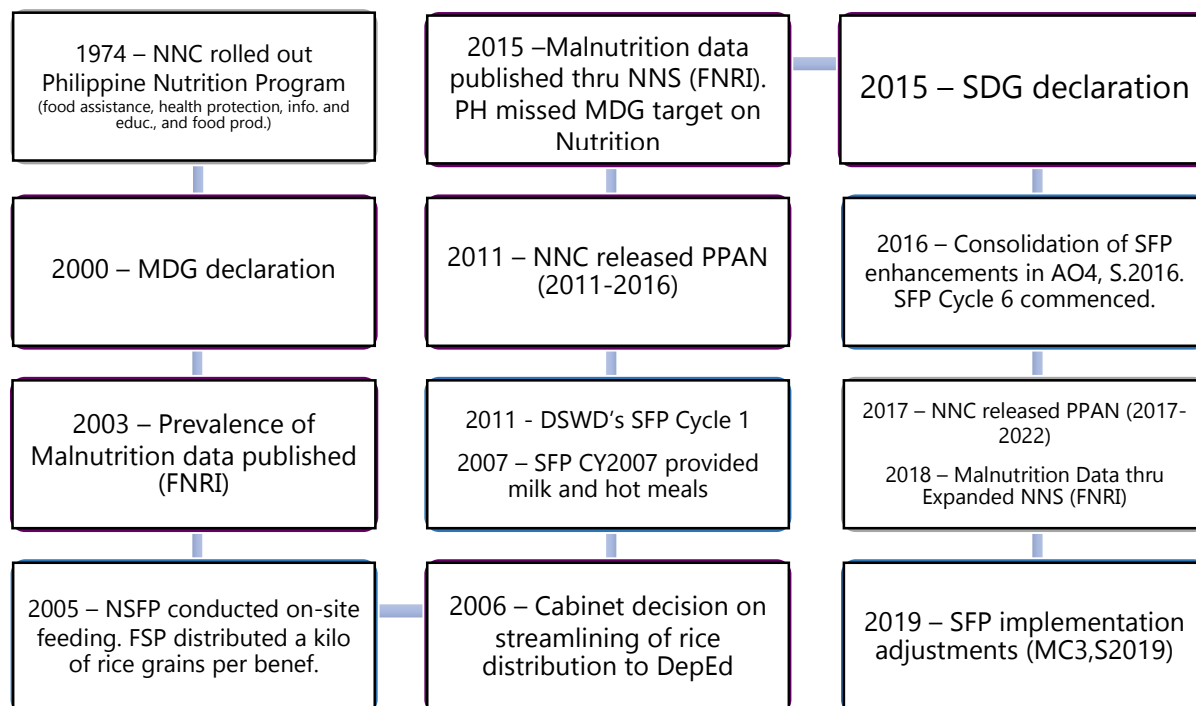 1974 – NNC rolled out
Philippine Nutrition Program
(food assistance, health protection, info. and
educ., and food prod.)
2000 – MDG declaration
2003 – Prevalence of
Malnutrition data published
(FNRI)
2005 – NSFP conducted on-site
feeding. FSP distributed a kilo
of rice grains per benef.
2006 – Cabinet decision on
streamlining of rice
distribution to DepEd
2011 - DSWD’s SFP Cycle 1
2007 – SFP CY2007 provided
milk and hot meals
2011 – NNC released PPAN
(2011-2016)
2015 –Malnutrition data
published thru NNS (FNRI).
PH missed MDG target on
Nutrition
2015 – SDG declaration
2016 – Consolidation of SFP
enhancements in AO4, S.2016.
SFP Cycle 6 commenced.
2017 – NNC released PPAN (2017-
2022)
2018 – Malnutrition Data thru
Expanded NNS (FNRI)
2019 – SFP implementation
adjustments (MC3,S2019)